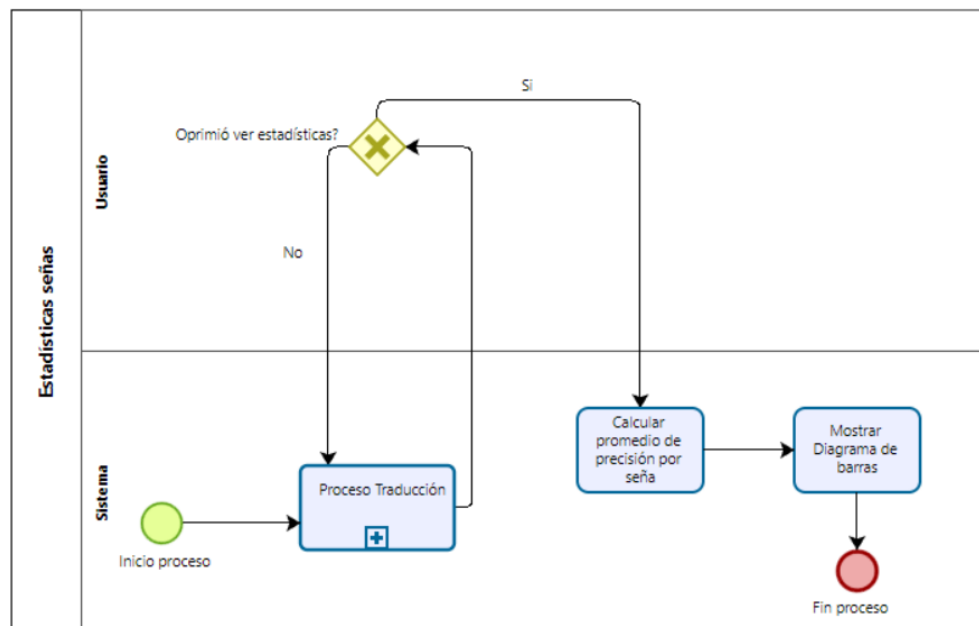 Estadísticas señas
Usuario
Si
Oprimió ver estadísticas?
No
Sistema
Inicio proceso
Proceso Traducción
Calcular
promedio de
precisión por
seña
Mostrar
Diagrama de
barras
Fin proceso